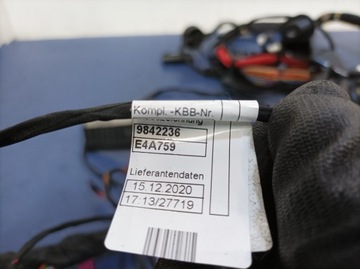 Kompl. -KBB-Nr.
9842236
E4A759
Lieferantendaten
15.12.2020
17:13/27719